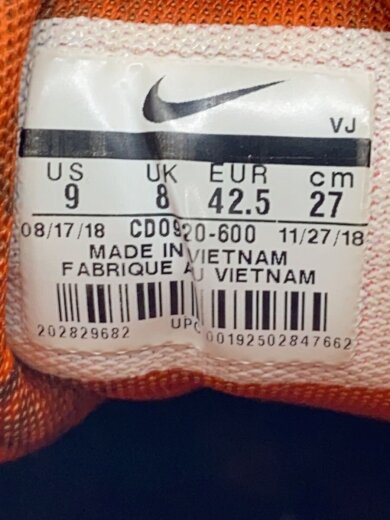 VJ
US UK EUR cm
9 8 42.5 27
08/17/18 CD0920-600 11/27/18
MADE IN VIETNAM
FABRIQUE AU VIETNAM
202829682 UPC 00192502847662